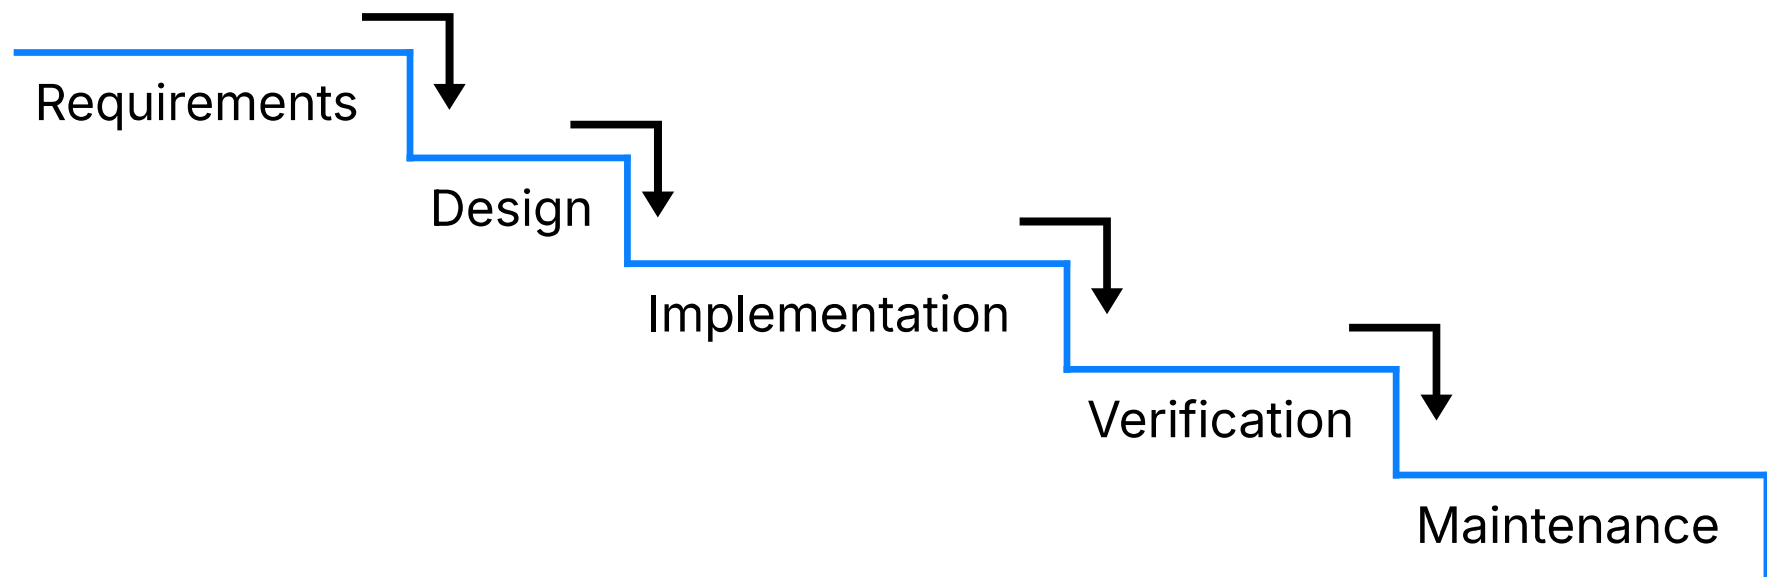 Requirements
Design
Implementation
Verification
Maintenance